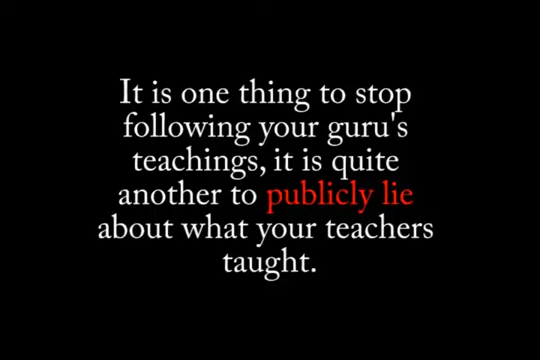 It is one thing to stop
following your guru's
teachings, it is quite
another to publicly lie
about what your teachers
taught.